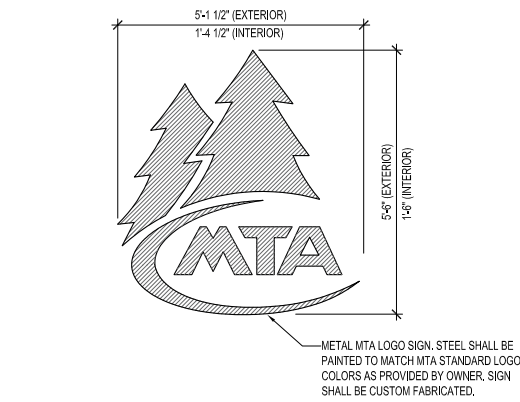 5'-1 1/2" (EXTERIOR)
1'-4 1/2" (INTERIOR)
5'-6" (EXTERIOR)
1'-6" (INTERIOR)
MTA
METAL MTA LOGO SIGN. STEEL SHALL BE
PAINTED TO MATCH MTA STANDARD LOGO
COLORS AS PROVIDED BY OWNER. SIGN
SHALL BE CUSTOM FABRICATED.